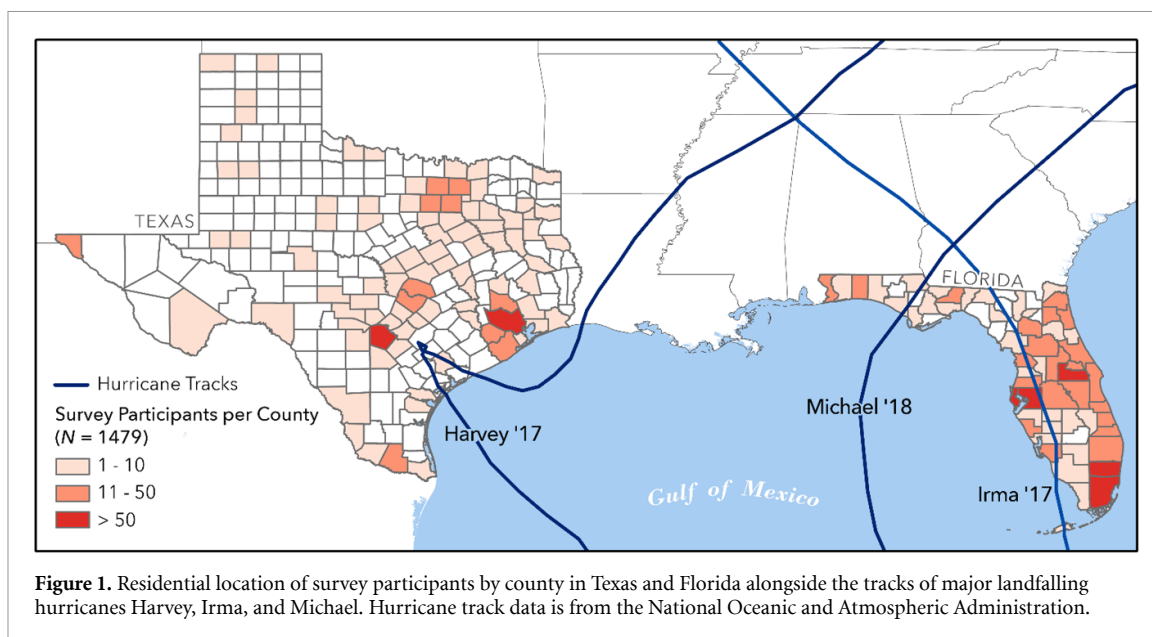 TEXAS
FLORIDA
Hurricane Tracks
Survey Participants per County
(N = 1479)
1 - 10
11 - 50
> 50
Harvey '17
Michael '18
Irma '17
Gulf of Mexico
Figure 1. Residential location of survey participants by county in Texas and Florida alongside the tracks of major landfalling
hurricanes Harvey, Irma, and Michael. Hurricane track data is from the National Oceanic and Atmospheric Administration.